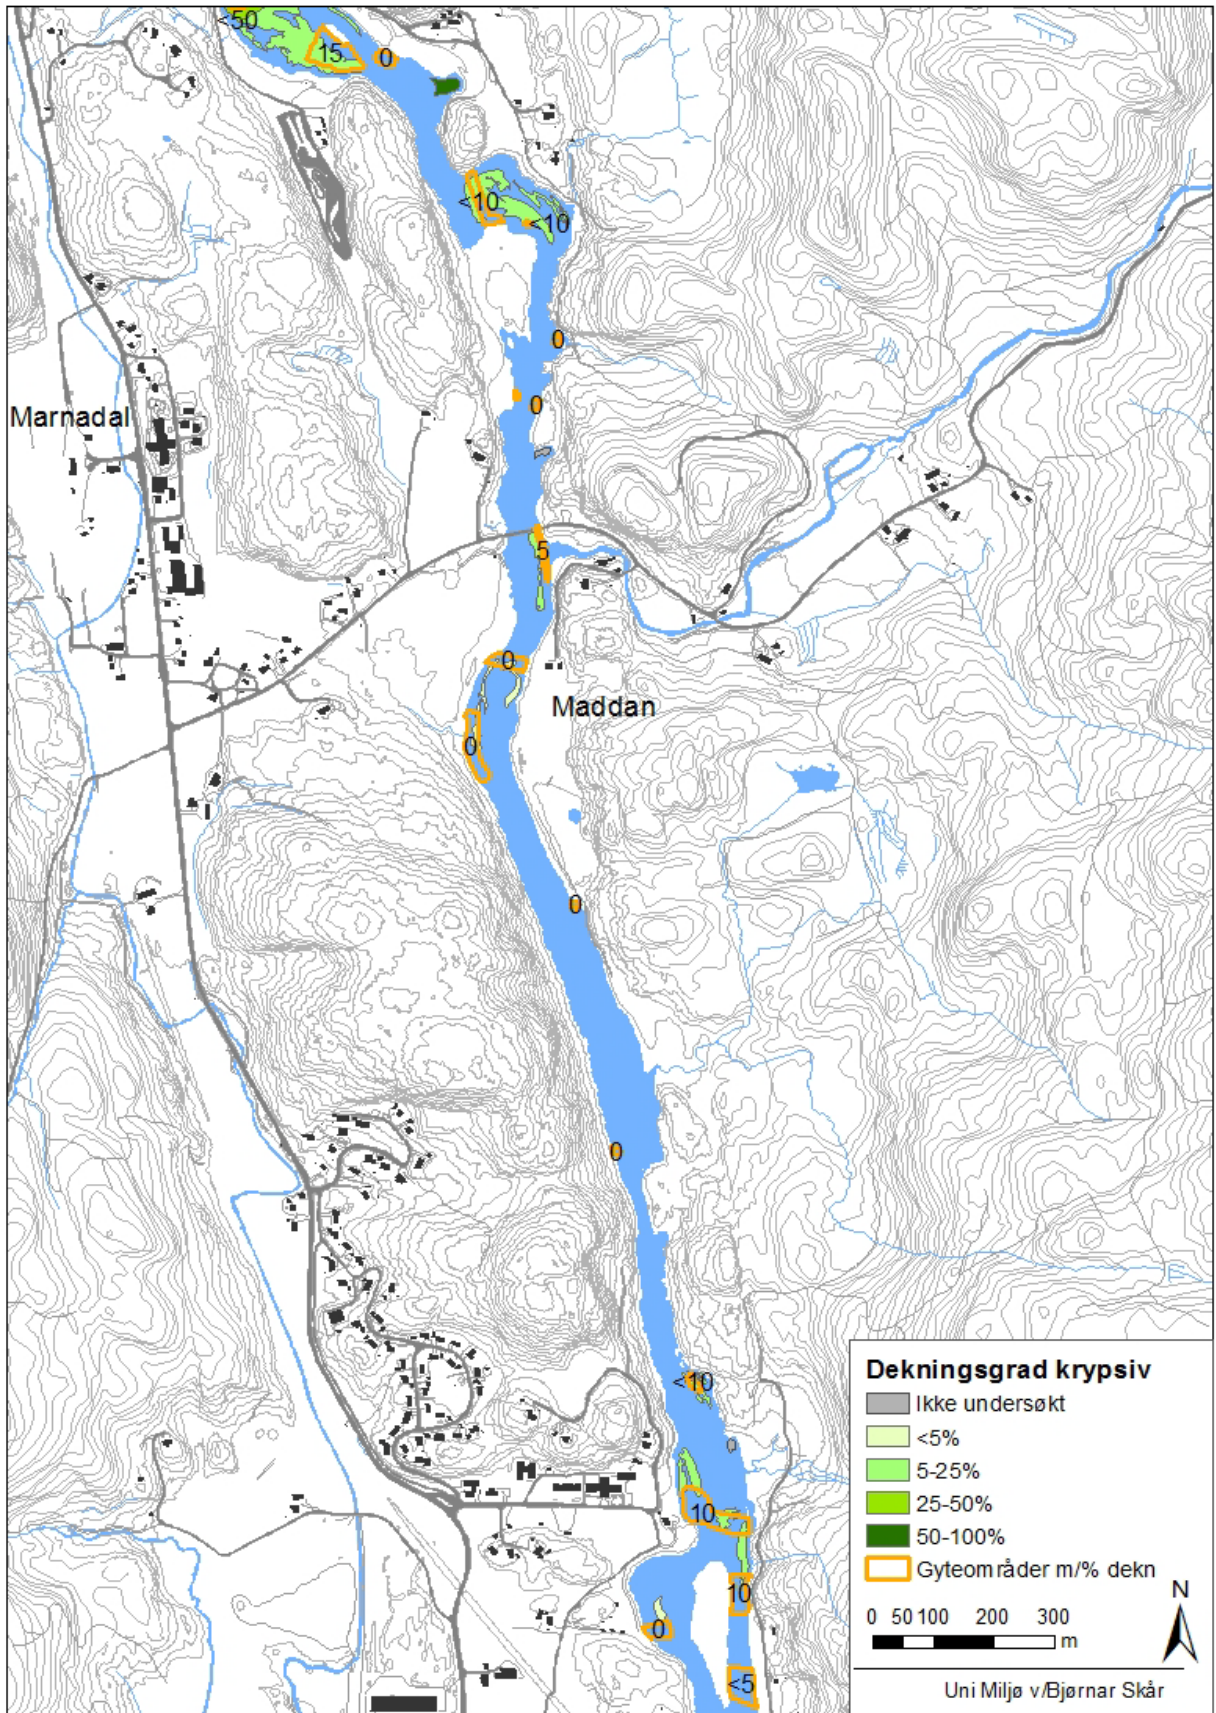 <50
15
0
<10
<10
0
0
Marnadal
5
0
Maddan
0
0
0
<10
10
10
0
<5
Dekningsgrad krypsiv
Ikke undersøkt
<5%
5-25%
25-50%
50-100%
Gyteområder m/% dekn
N
0 50 100 200 300
m
Uni Miljø v/Bjørnar Skår